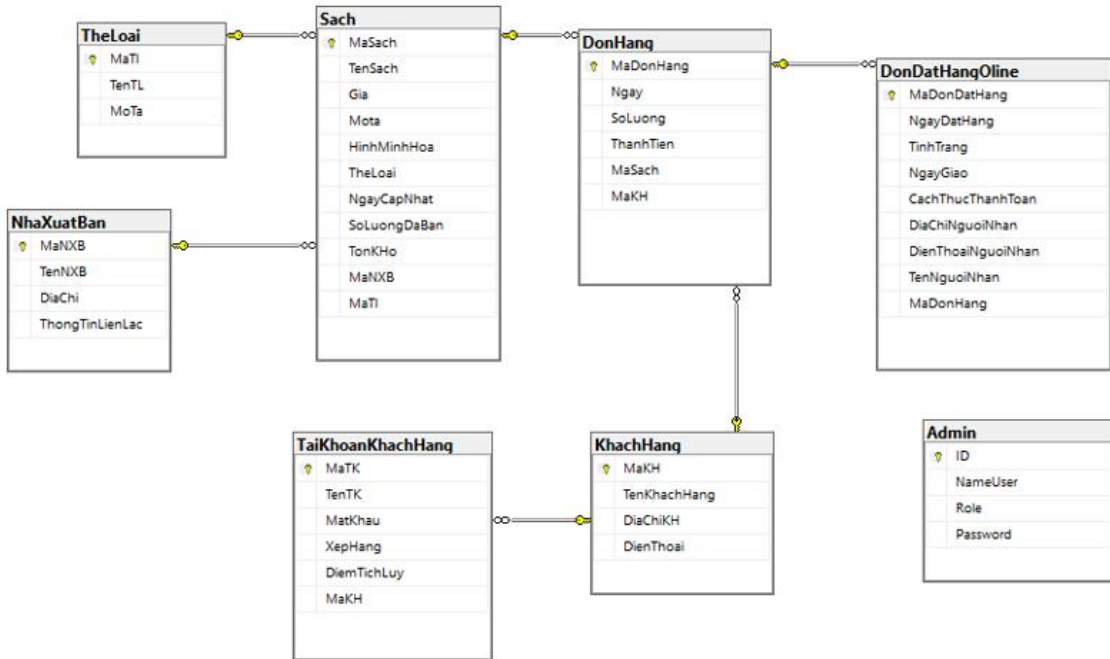 TheLoai
MaTl
TenTL
MoTa
Sach
MaSach
TenSach
Gia
Mota
HinhMinhHoa
TheLoai
NgayCapNhat
SoLuongDaBan
TonKHo
MaNXB
MaTl
DonHang
MaDonHang
Ngay
SoLuong
ThanhTien
MaSach
MaKH
DonDatHangOline
MaDonDatHang
NgayDatHang
TinhTrang
NgayGiao
CachThucThanhToan
DiaChiNguoiNhan
DienThoaiNguoiNhan
TenNguoiNhan
MaDonHang
NhaXuatBan
MaNXB
TenNXB
DiaChi
ThongTinLienLac
TaiKhoanKhachHang
MaTK
TenTK
MatKhau
XepHang
DiemTichLuy
MaKH
KhachHang
MaKH
TenKhachHang
DiaChiKH
DienThoai
Admin
ID
NameUser
Role
Password